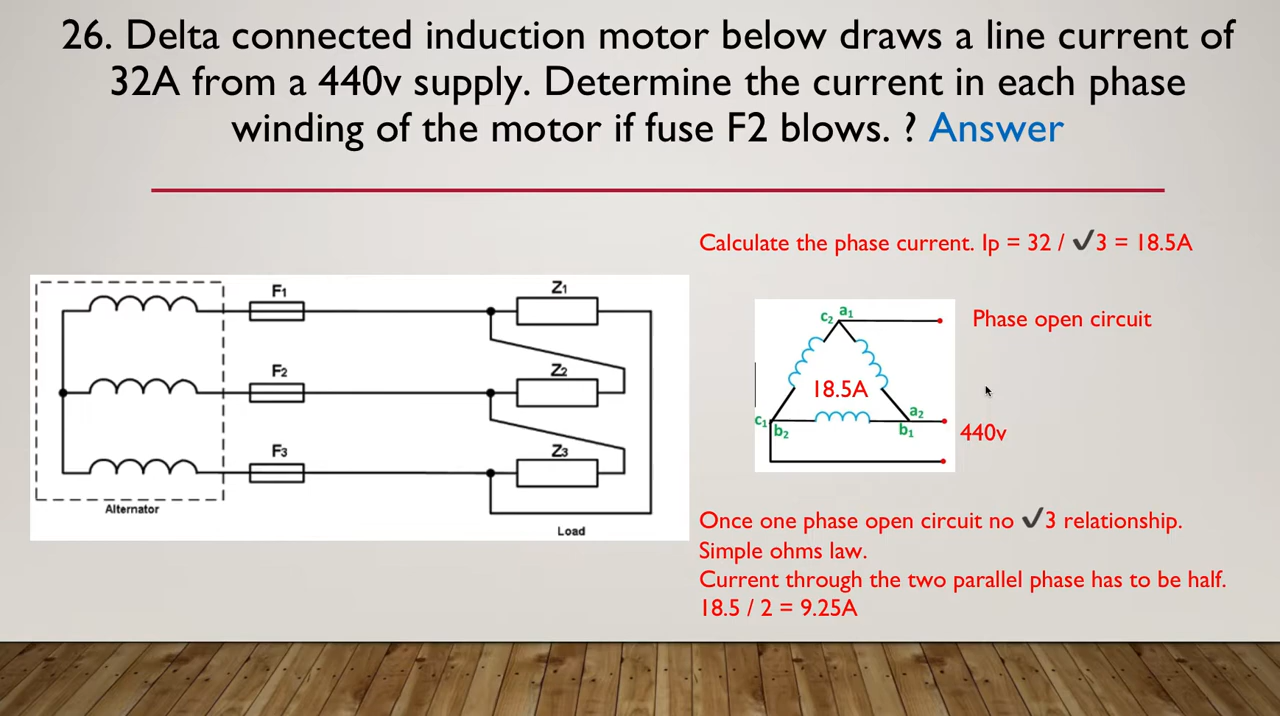 26. Delta connected induction motor below draws a line current of
32A from a 440v supply. Determine the current in each phase
winding of the motor if fuse F2 blows. ? Answer
Calculate the phase current. Ip = 32 / ✔3 = 18.5A
F1
Z1
F2
Z2
F3
Z3
Alternator
Load
c2 a1
Phase open circuit
18.5A
c1
b2
a2
b1
440v
Once one phase open circuit no ✔3 relationship.
Simple ohms law.
Current through the two parallel phase has to be half.
18.5 / 2 = 9.25A